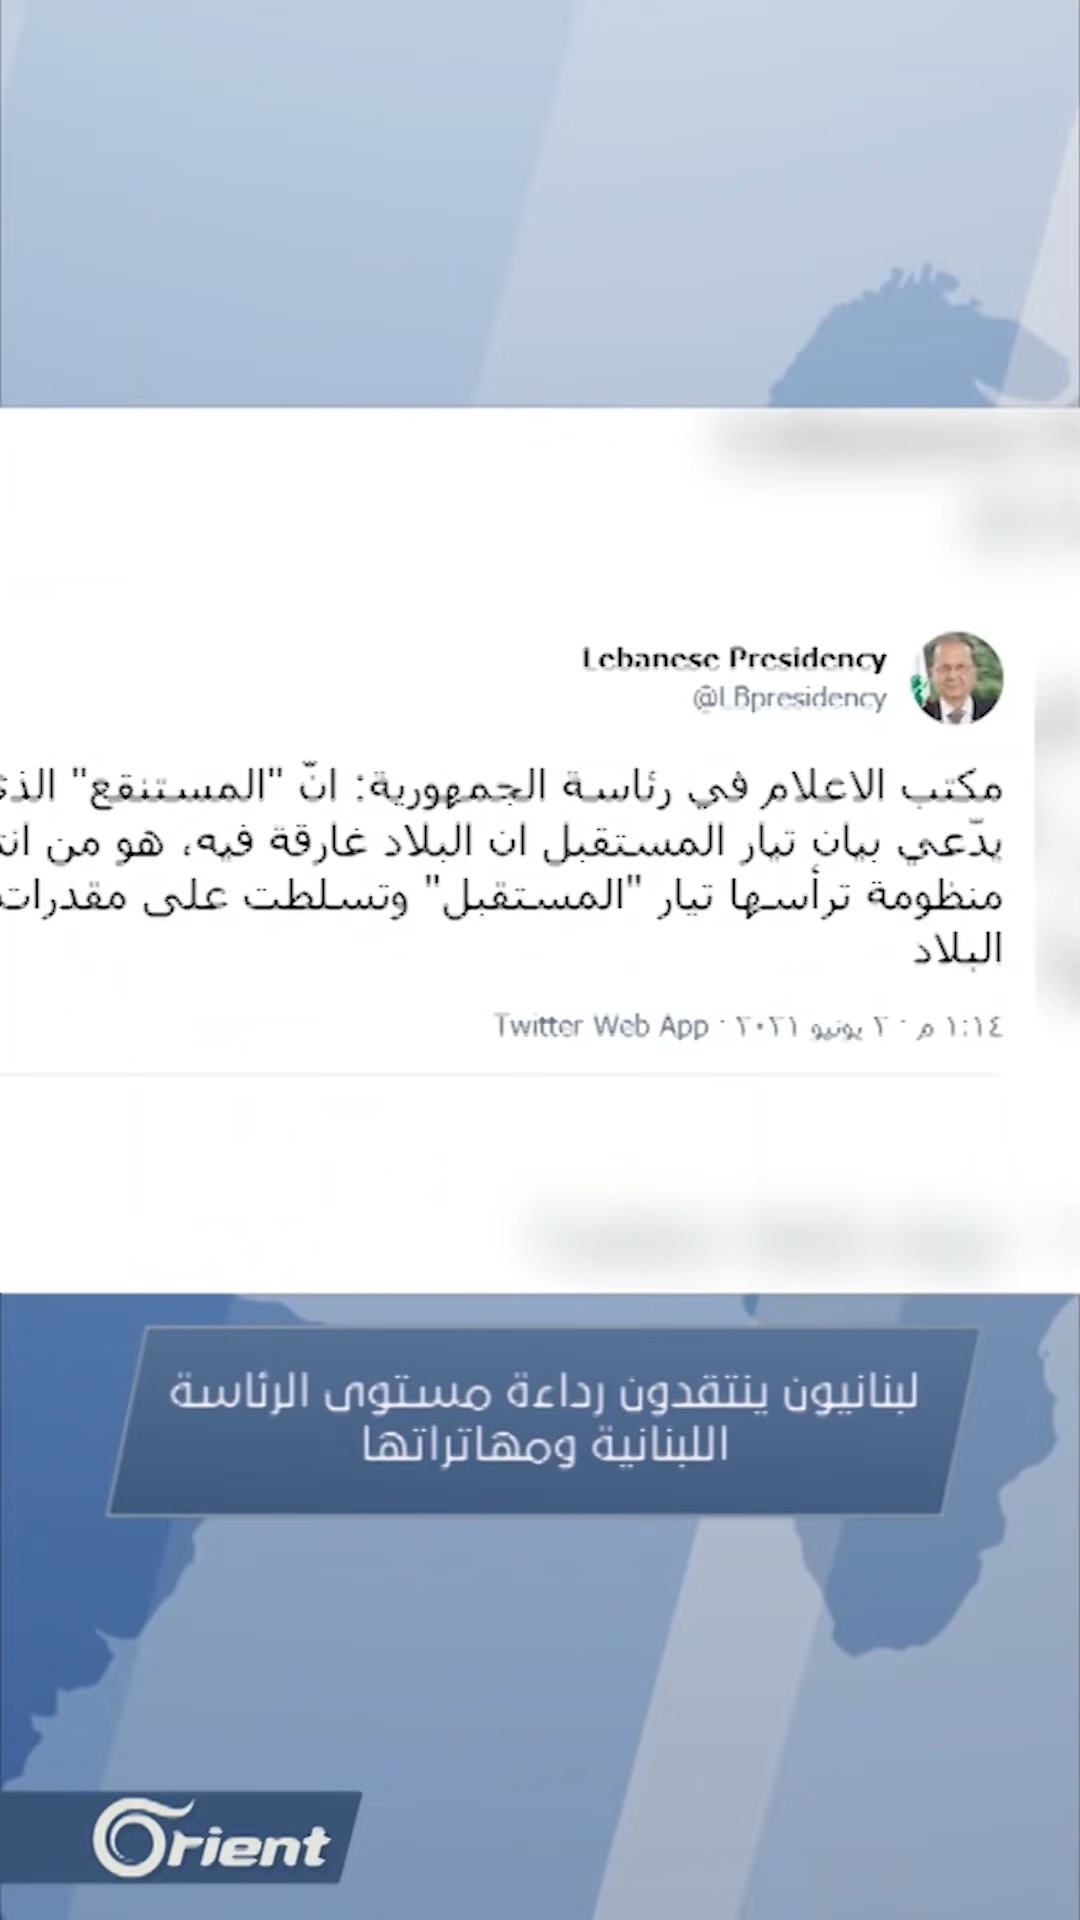 Lebanese Presidency
@LBpresidency
مكتب الاعلام في رئاسة الجمهورية: انّ "المستنقع"
يدّعي بيان تيار المستقبل ان البلاد غارقة فيه، هو من
منظومة ترأسها تيار "المستقبل" وتسلطت على مقدرات
البلاد
١:١٤ م · ٢ يونيو ٢٠٢١ · Twitter Web App
لبنانيون ينتقدون رداءة مستوى الرئاسة
اللبنانية ومهاتراتها
Orient